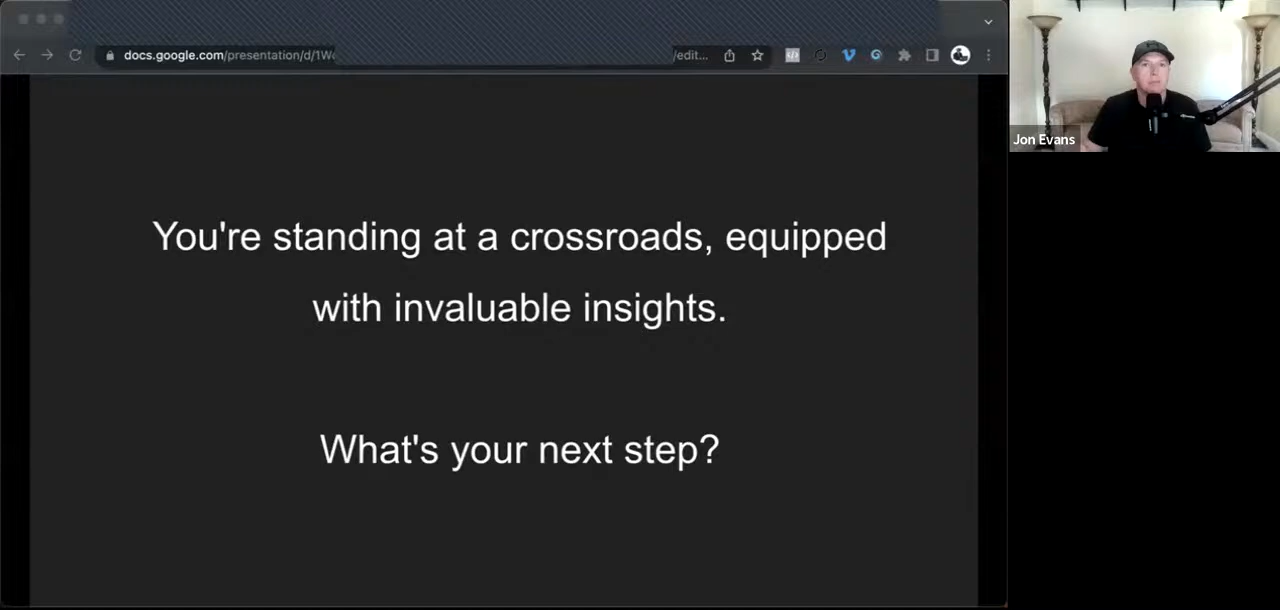 docs.google.com/presentation/d/1W
/edit...
You're standing at a crossroads, equipped
with invaluable insights.
What's your next step?
Jon Evans